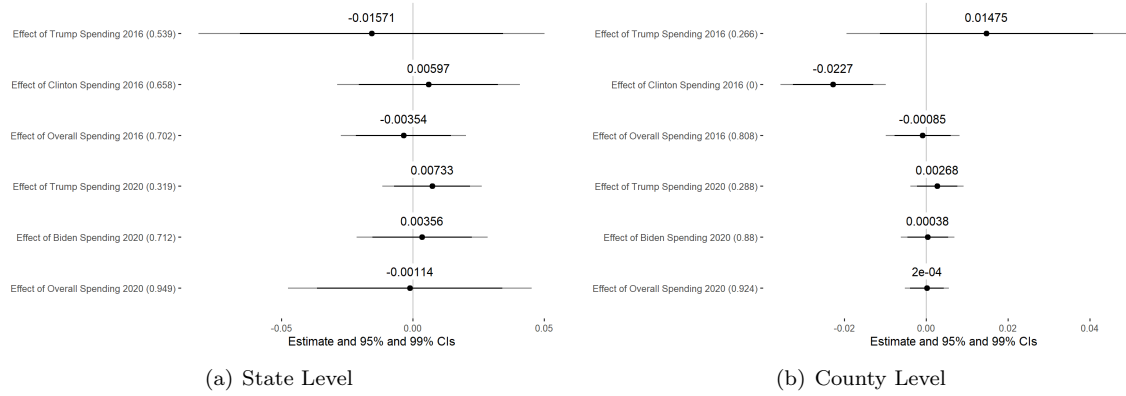 -0.01571
Effect of Trump Spending 2016 (0.539)
0.00597
Effect of Clinton Spending 2016 (0.658)
-0.00354
Effect of Overall Spending 2016 (0.702)
0.00733
Effect of Trump Spending 2020 (0.319)
0.00356
Effect of Biden Spending 2020 (0.712)
-0.00114
Effect of Overall Spending 2020 (0.949)
-0.05 0.00 0.05
Estimate and 95% and 99% CIs
(a) State Level
0.01475
Effect of Trump Spending 2016 (0.266)
-0.0227
Effect of Clinton Spending 2016 (0)
-0.00085
Effect of Overall Spending 2016 (0.808)
0.00268
Effect of Trump Spending 2020 (0.288)
0.00038
Effect of Biden Spending 2020 (0.88)
2e-04
Effect of Overall Spending 2020 (0.924)
-0.02 0.00 0.02 0.04
Estimate and 95% and 99% CIs
(b) County Level